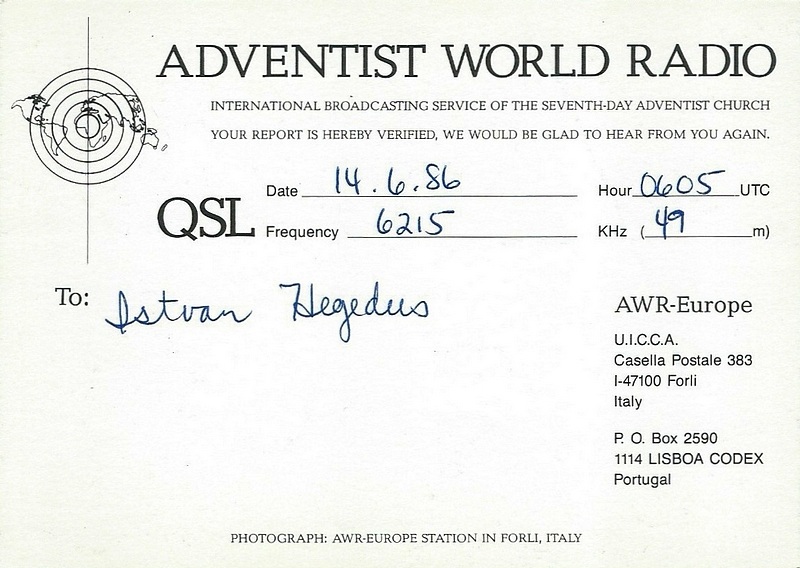 ADVENTIST WORLD RADIO
INTERNATIONAL BROADCASTING SERVICE OF THE SEVENTH-DAY ADVENTIST CHURCH
YOUR REPORT IS HEREBY VERIFIED, WE WOULD BE GLAD TO HEAR FROM YOU AGAIN.
QSL
Date 14.6.86 Hour 0605 UTC
Frequency 6215 KHz (49 m)
To: Istvan Hegedus
AWR-Europe
U.I.C.C.A.
Casella Postale 383
I-47100 Forli
Italy
P. O. Box 2590
1114 LISBOA CODEX
Portugal
PHOTOGRAPH: AWR-EUROPE STATION IN FORLI, ITALY